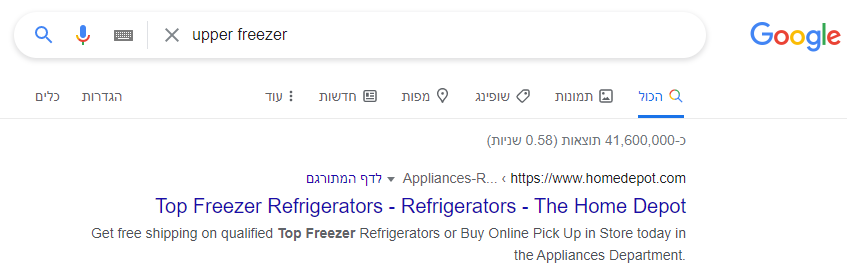 upper freezer
Google
הכול תמונות שופינג מפות חדשות עוד הגדרות כלים
כ-41,600,000 תוצאות (0.58 שניות)
https://www.homedepot.com › Appliances-R... לדף המתורגם
Top Freezer Refrigerators - Refrigerators - The Home Depot
Get free shipping on qualified Top Freezer Refrigerators or Buy Online Pick Up in Store today in
the Appliances Department.